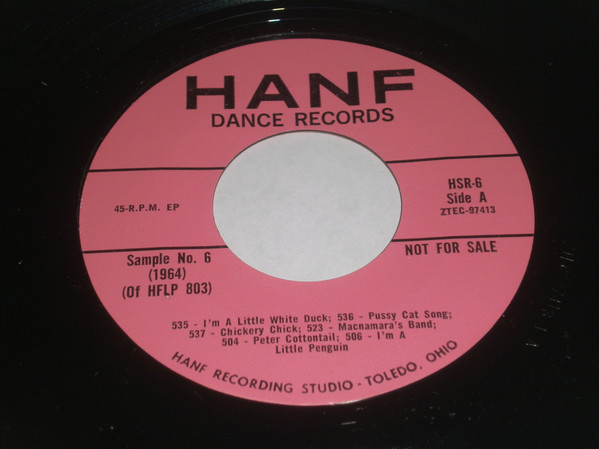 HANF
DANCE RECORDS
45-R.P.M. EP
HSR-6
Side A
ZTEC-97413
Sample No. 6
(1964)
(Of HFLP 803)
NOT FOR SALE
535 - I'm A Little White Duck; 536 - Pussy Cat Song;
537 - Chickery Chick; 523 - Macnamara's Band;
504 - Peter Cottontail; 506 - I'm A
Little Penguin
HANF RECORDING STUDIO - TOLEDO, OHIO